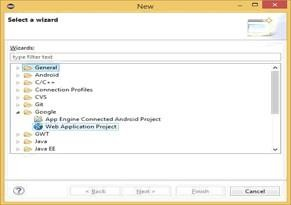 New
Select a wizard
Wizards:
type filter text
General
Android
C/C++
Connection Profiles
CVS
Git
Google
App Engine Connected Android Project
Web Application Project
GWT
Java
Java EE
?
< Back
Next >
Finish
Cancel